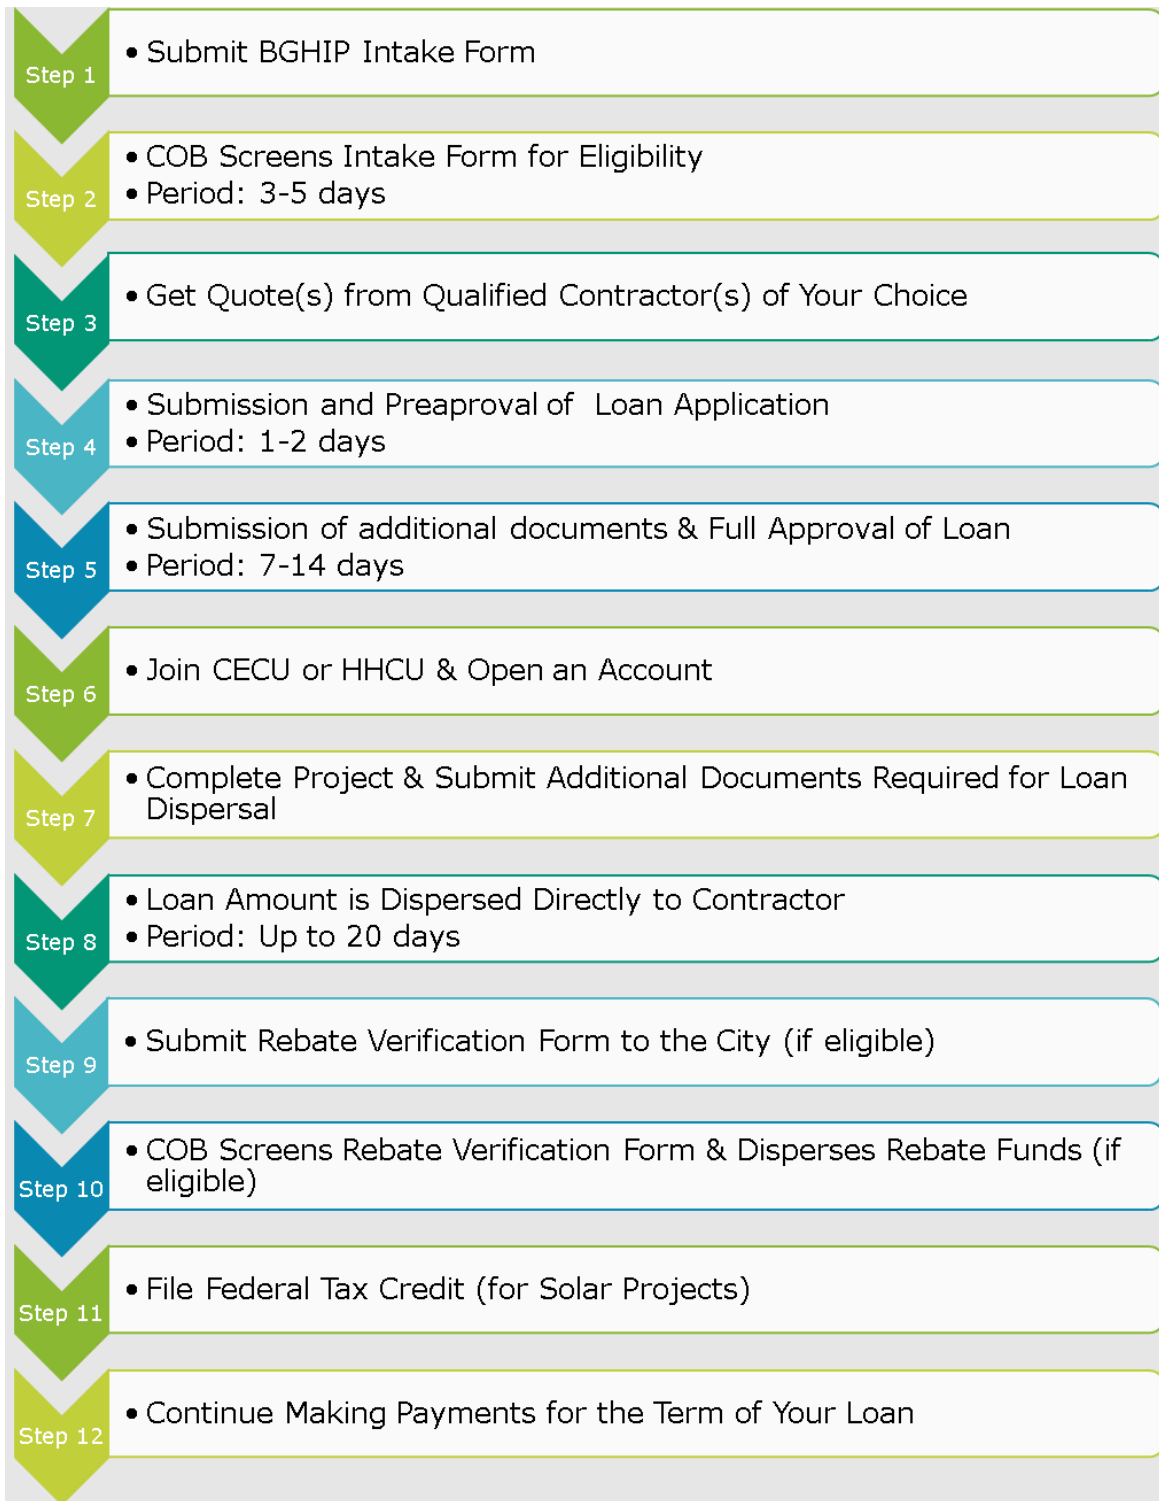 Step 1
• Submit BGHIP Intake Form
Step 2
• COB Screens Intake Form for Eligibility
• Period: 3-5 days
Step 3
• Get Quote(s) from Qualified Contractor(s) of Your Choice
Step 4
• Submission and Preaproval of  Loan Application
• Period: 1-2 days
Step 5
• Submission of additional documents & Full Approval of Loan
• Period: 7-14 days
Step 6
• Join CECU or HHCU & Open an Account
Step 7
• Complete Project & Submit Additional Documents Required for Loan
Dispersal
Step 8
• Loan Amount is Dispersed Directly to Contractor
• Period: Up to 20 days
Step 9
• Submit Rebate Verification Form to the City (if eligible)
Step 10
• COB Screens Rebate Verification Form & Disperses Rebate Funds (if
eligible)
Step 11
• File Federal Tax Credit (for Solar Projects)
Step 12
• Continue Making Payments for the Term of Your Loan